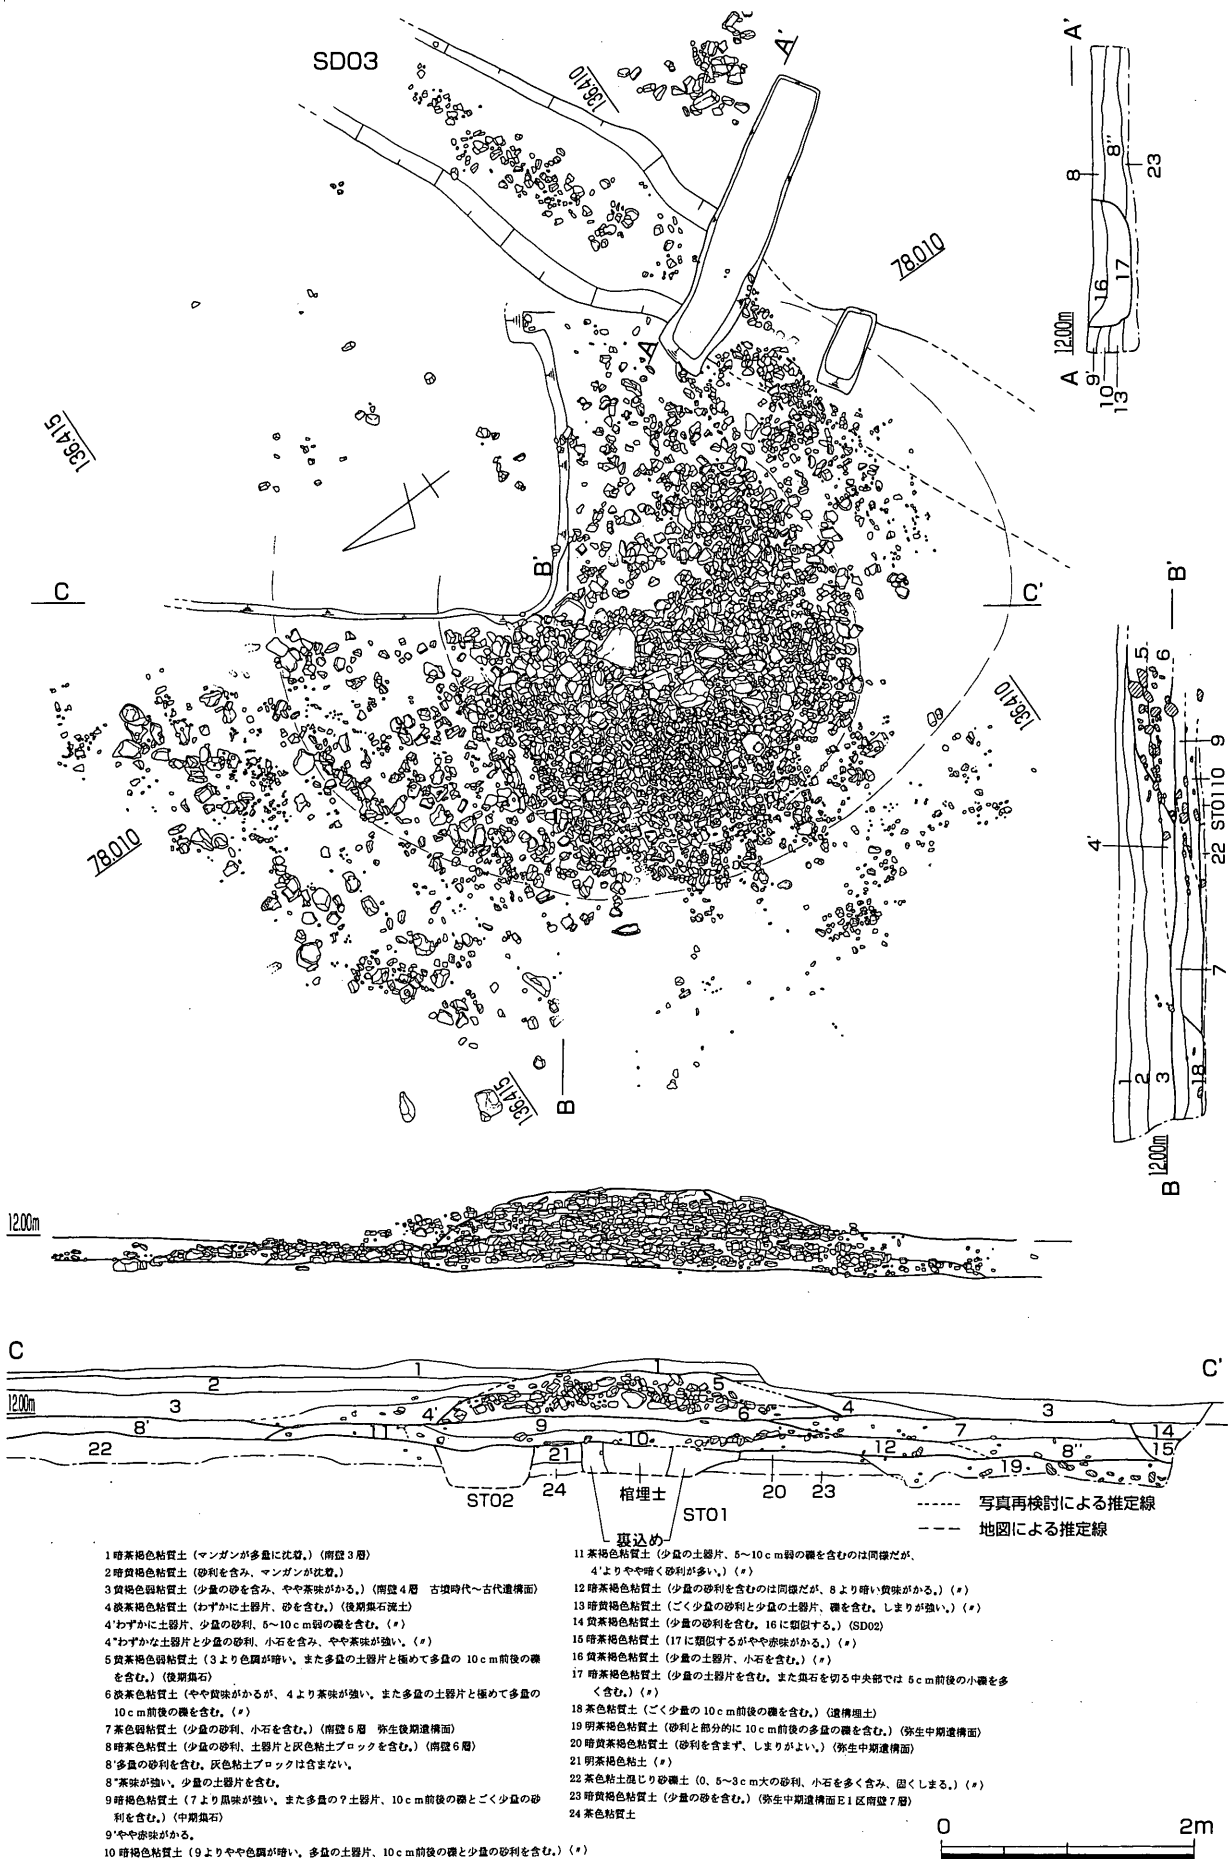 SD03
A'
136.410
78.010
A
136.415
B'
C
C'
136.410
78.010
136.415
B
A'
8
8''
23
16
17
12.00m
A
9'
10
13
B'
5
6
9
10
ST01
22
4'
7
1
2
3
18
12.00m
B
12.00m
C
C'
1
1
2
5
12.00m
3
4'
6
4
3
8'
11
9
7
14
22
10
12
8''
15
21
19
ST02
24
棺埋土
ST01
20
23
裏込め
写真再検討による推定線
地図による推定線
1 暗茶褐色粘質土（マンガンが多量に沈着。）（南壁3層）
2 暗黄褐色粘質土（砂利を含み、マンガンが沈着。）
3 黄褐色弱粘質土（少量の砂を含み、やや茶味がかる。）（南壁4層　古墳時代～古代遺構面）
4 淡茶褐色粘質土（わずかに土器片、砂を含む。）（後期集石流土）
4'わずかに土器片、少量の砂利、5～10cm弱の礫を含む。（〃）
4"わずかな土器片と少量の砂利、小石を含み、やや茶味が強い。（〃）
5 黄茶褐色弱粘質土（3より色調が暗い。また多量の土器片と極めて多量の10cm前後の礫
を含む。）（後期集石）
6 淡茶色粘質土（やや黄味がかるが、4より茶味が強い。また多量の土器片と極めて多量の
10cm前後の礫を含む。（〃）
7 茶色弱粘質土（少量の砂利、小石を含む。）（南壁5層　弥生後期遺構面）
8 暗茶褐色粘質土（少量の砂利、土器片と灰色粘土ブロックを含む。）（南壁6層）
8'多量の砂利を含む。灰色粘土ブロックは含まない。
8"茶味が強い。少量の土器片を含む。
9 暗褐色粘質土（7より黒味が強い。また多量の？土器片、10cm前後の礫とごく少量の砂
利を含む。）（中期集石）
9'やや赤味がかる。
10 暗褐色粘質土（9よりやや色調が暗い。多量の土器片、10cm前後の礫と少量の砂利を含む。）（〃）
11 茶褐色粘質土（少量の土器片、5～10cm弱の礫を含むのは同様だが、
4'よりやや暗く砂利が多い。）（〃）
12 暗茶褐色粘質土（少量の砂利を含むのは同様だが、8より暗い黄味がかる。）（〃）
13 暗黄褐色粘質土（ごく少量の砂利と少量の土器片、礫を含む。しまりが強い。）（〃）
14 黄茶褐色粘質土（少量の砂利を含む。16に類似する。）（SD02）
15 暗茶褐色粘質土（17に類似するがやや赤味がかる。）（〃）
16 黄茶褐色粘質土（少量の土器片、小石を含む。）（〃）
17 暗茶褐色粘質土（少量の土器片を含む。また集石を切る中央部では5cm前後の小礫を多
く含む。）（〃）
18 茶色粘質土（ごく少量の10cm前後の礫を含む。）（遺構埋土）
19 明茶褐色粘質土（砂利と部分的に10cm前後の多量の礫を含む。）（弥生中期遺構面）
20 暗黄茶褐色粘質土（砂利を含まず、しまりがよい。）（弥生中期遺構面）
21 明茶褐色粘土（〃）
22 茶色粘土混じり砂礫土（0.5～3cm大の砂利、小石を多く含み、固くしまる。）（〃）
23 暗黄茶褐色粘質土（少量の砂を含む。）（弥生中期遺構面E1区南壁7層）
24 茶色粘質土
0
2m